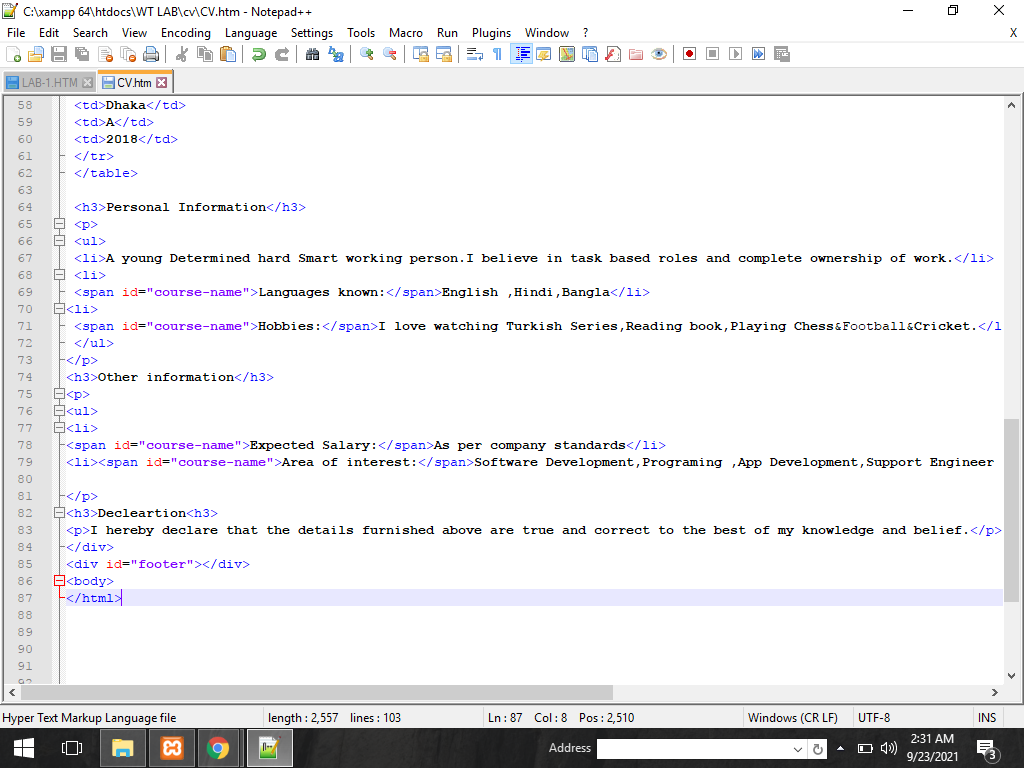 C:\xampp 64\htdocs\WT LAB\cv\CV.htm - Notepad++
File Edit Search View Encoding Language Settings Tools Macro Run Plugins Window ? X
LAB-1.HTM CV.htm
58 <td>Dhaka</td>
59 <td>A</td>
60 <td>2018</td>
61 </tr>
62 </table>
63
64 <h3>Personal Information</h3>
65 <p>
66 <ul>
67 <li>A young Determined hard Smart working person.I believe in task based roles and complete ownership of work.</li>
68 <li>
69 <span id="course-name">Languages known:</span>English ,Hindi,Bangla</li>
70 <li>
71 <span id="course-name">Hobbies:</span>I love watching Turkish Series,Reading book,Playing Chess&Football&Cricket.</l
72 </ul>
73 </p>
74 <h3>Other information</h3>
75 <p>
76 <ul>
77 <li>
78 <span id="course-name">Expected Salary:</span>As per company standards</li>
79 <li><span id="course-name">Area of interest:</span>Software Development,Programing ,App Development,Support Engineer
80
81 </p>
82 <h3>Decleartion<h3>
83 <p>I hereby declare that the details furnished above are true and correct to the best of my knowledge and belief.</p>
84 </div>
85 <div id="footer"></div>
86 <body>
87 </html>
88
89
90
91
92
Hyper Text Markup Language file length : 2,557 lines : 103 Ln : 87 Col : 8 Pos : 2,510 Windows (CR LF) UTF-8 INS
Address 2:31 AM
9/23/2021 3